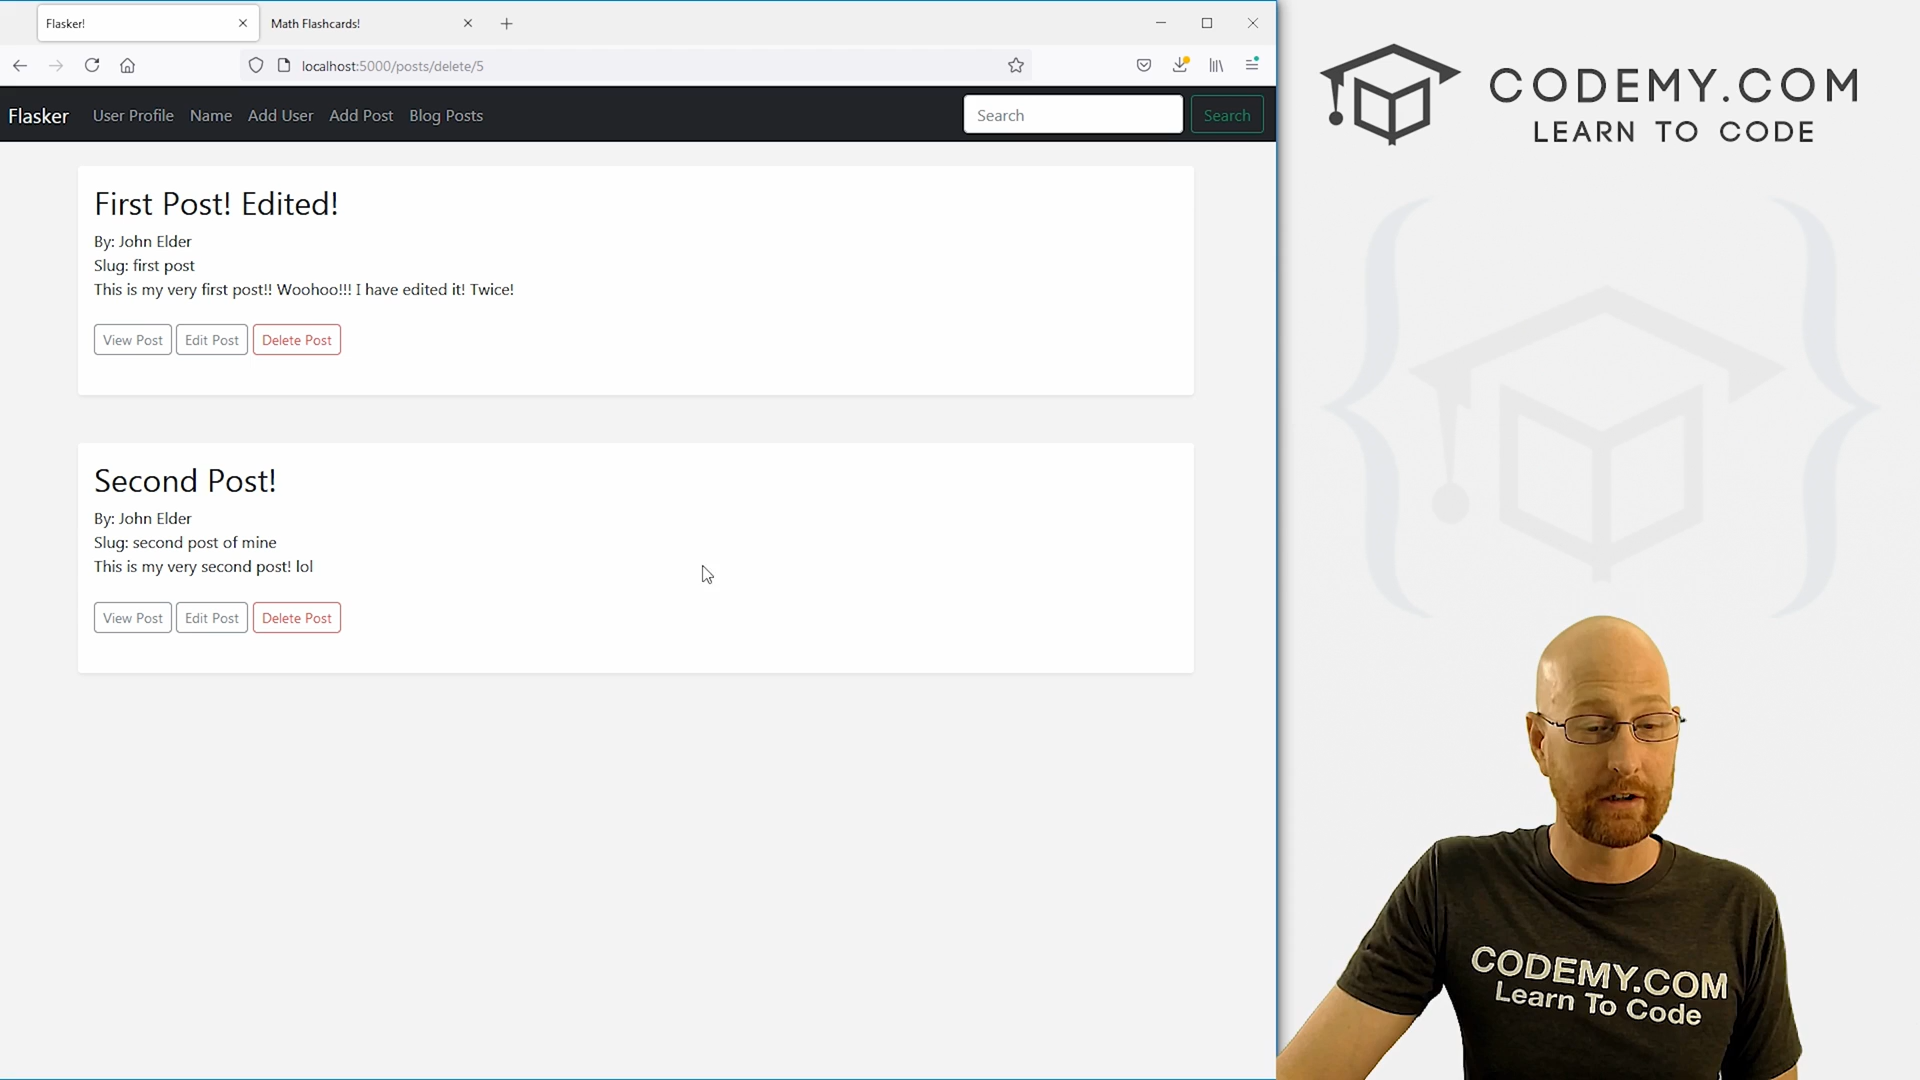 Flasker!
Math Flashcards!
localhost:5000/posts/delete/5
Flasker
User Profile
Name
Add User
Add Post
Blog Posts
Search
Search
First Post! Edited!
By: John Elder
Slug: first post
This is my very first post!! Woohoo!!! I have edited it! Twice!
View Post
Edit Post
Delete Post
Second Post!
By: John Elder
Slug: second post of mine
This is my very second post! lol
View Post
Edit Post
Delete Post
CODEMY.COM
LEARN TO CODE
CODEMY.COM
Learn To Code